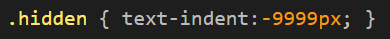 .hidden { text-indent:-9999px; }